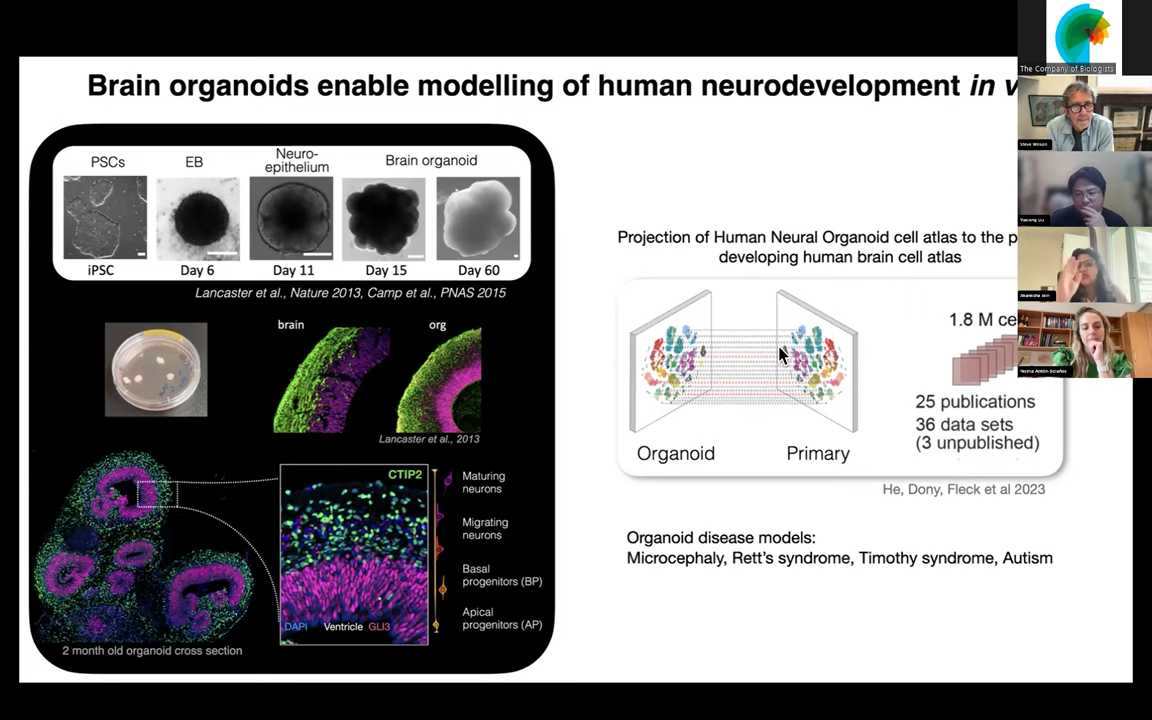 Brain organoids enable modelling of human neurodevelopment in v
PSCs
EB
Neuro-
epithelium
Brain organoid
iPSC
Day 6
Day 11
Day 15
Day 60
Lancaster et al., Nature 2013, Camp et al., PNAS 2015
brain
org
Lancaster et al., 2013
CTIP2
DAPI
Ventricle
GLI3
Maturing
neurons
Migrating
neurons
Basal
progenitors (BP)
Apical
progenitors (AP)
2 month old organoid cross section
Projection of Human Neural Organoid cell atlas to the p
developing human brain cell atlas
Organoid
Primary
1.8 M ce
25 publications
36 data sets
(3 unpublished)
He, Dony, Fleck et al 2023
Organoid disease models:
Microcephaly, Rett's syndrome, Timothy syndrome, Autism
The Company of Biologists
Steve Wilson